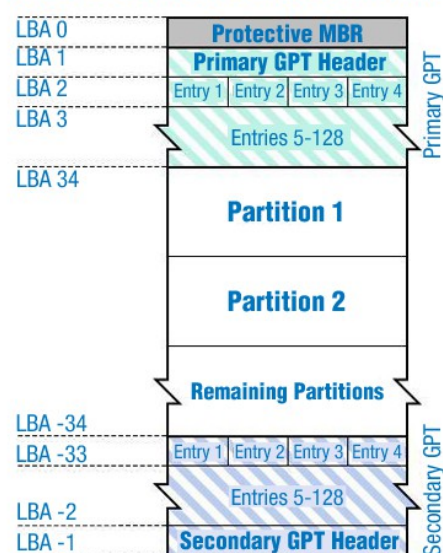 LBA 0
Protective MBR
LBA 1
Primary GPT Header
LBA 2
Entry 1 Entry 2 Entry 3 Entry 4
LBA 3
Entries 5-128
Primary GPT
LBA 34
Partition 1
Partition 2
Remaining Partitions
LBA -34
LBA -33
Entry 1 Entry 2 Entry 3 Entry 4
Entries 5-128
LBA -2
LBA -1
Secondary GPT Header
Secondary GPT